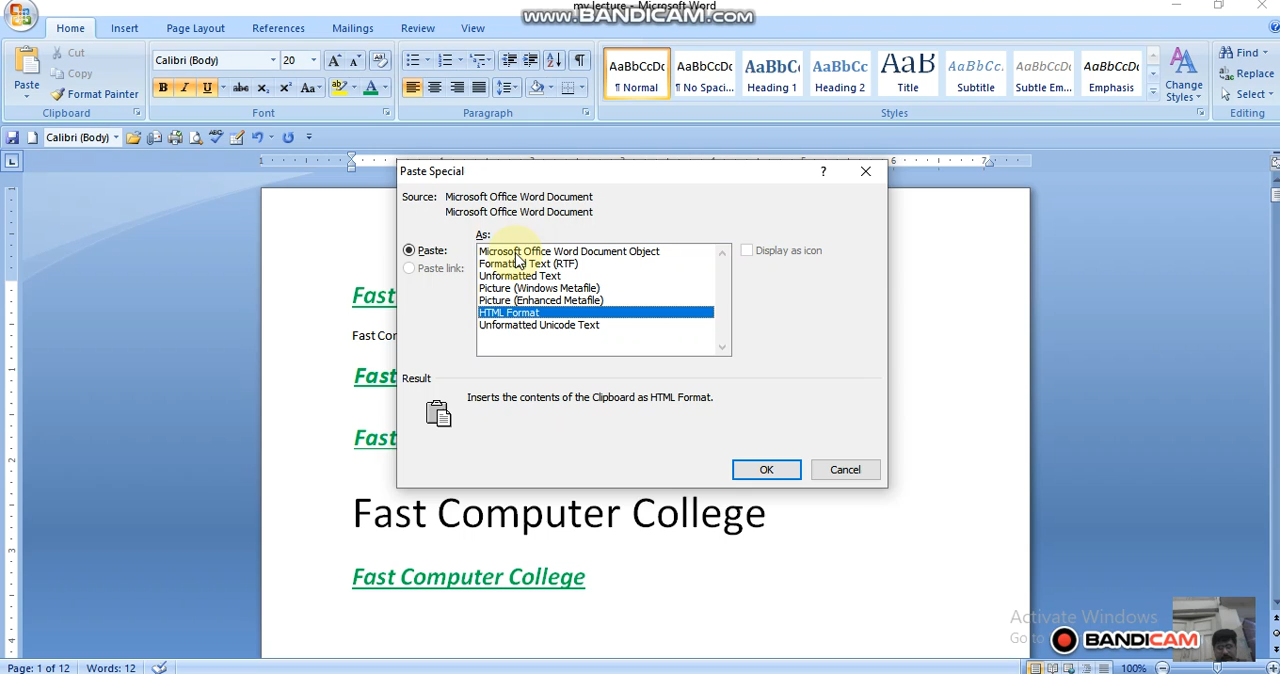 my lecture - Microsoft Word
www.BANDICAM.com
Home Insert Page Layout References Mailings Review View
Paste
Cut
Copy
Format Painter
Clipboard
Calibri (Body) 20
B I U abc X₂ X² Aa
Font
Paragraph
AaBbCcDc AaBbCcDc AaBbCc AaBbCc AaB AaBbCc. AaBbCcDc AaBbCcDc
¶ Normal ¶ No Spaci... Heading 1 Heading 2 Title Subtitle Subtle Em... Emphasis
Change Styles
Styles
Find
Replace
Select
Editing
Calibri (Body)
Paste Special
Source: Microsoft Office Word Document
Microsoft Office Word Document
As:
Paste:
Paste link:
Microsoft Office Word Document Object
Formatted Text (RTF)
Unformatted Text
Picture (Windows Metafile)
Picture (Enhanced Metafile)
HTML Format
Unformatted Unicode Text
Display as icon
Result
Inserts the contents of the Clipboard as HTML Format.
OK Cancel
Fast
Fast Cor
Fast
Fast
Fast Computer College
Fast Computer College
Activate Windows
Go to
BANDICAM
Page: 1 of 12 Words: 12
100%